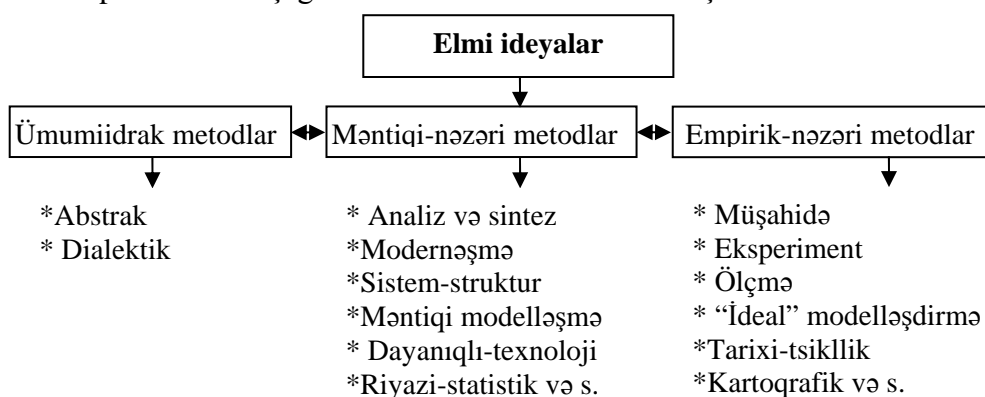 Elmi ideyalar
Ümumiidrak metodlar
Məntiqi-nəzəri metodlar
Empirik-nəzəri metodlar
*Abstrak
* Dialektik
* Analiz və sintez
*Modernəşmə
*Sistem-struktur
*Məntiqi modelləşmə
* Dayanıqlı-texnoloji
*Riyazi-statistik və s.
* Müşahidə
* Eksperiment
* Ölçmə
* “İdeal” modelləşdirmə
*Tarixi-tsikllik
*Kartoqrafik və s.